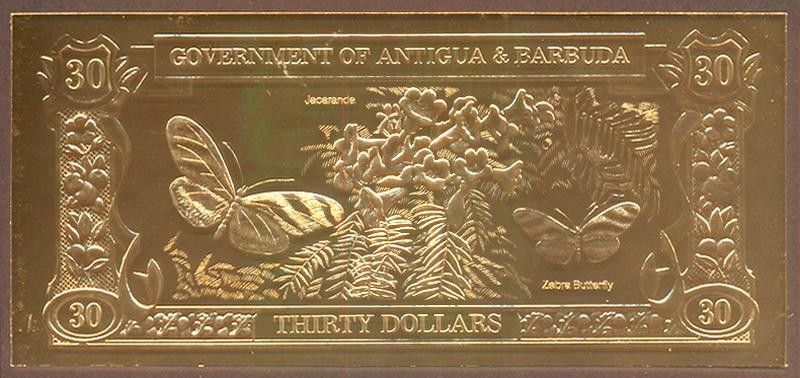 30 GOVERNMENT OF ANTIGUA & BARBUDA 30
Jacaranda
Zebra Butterfly
30 THIRTY DOLLARS 30